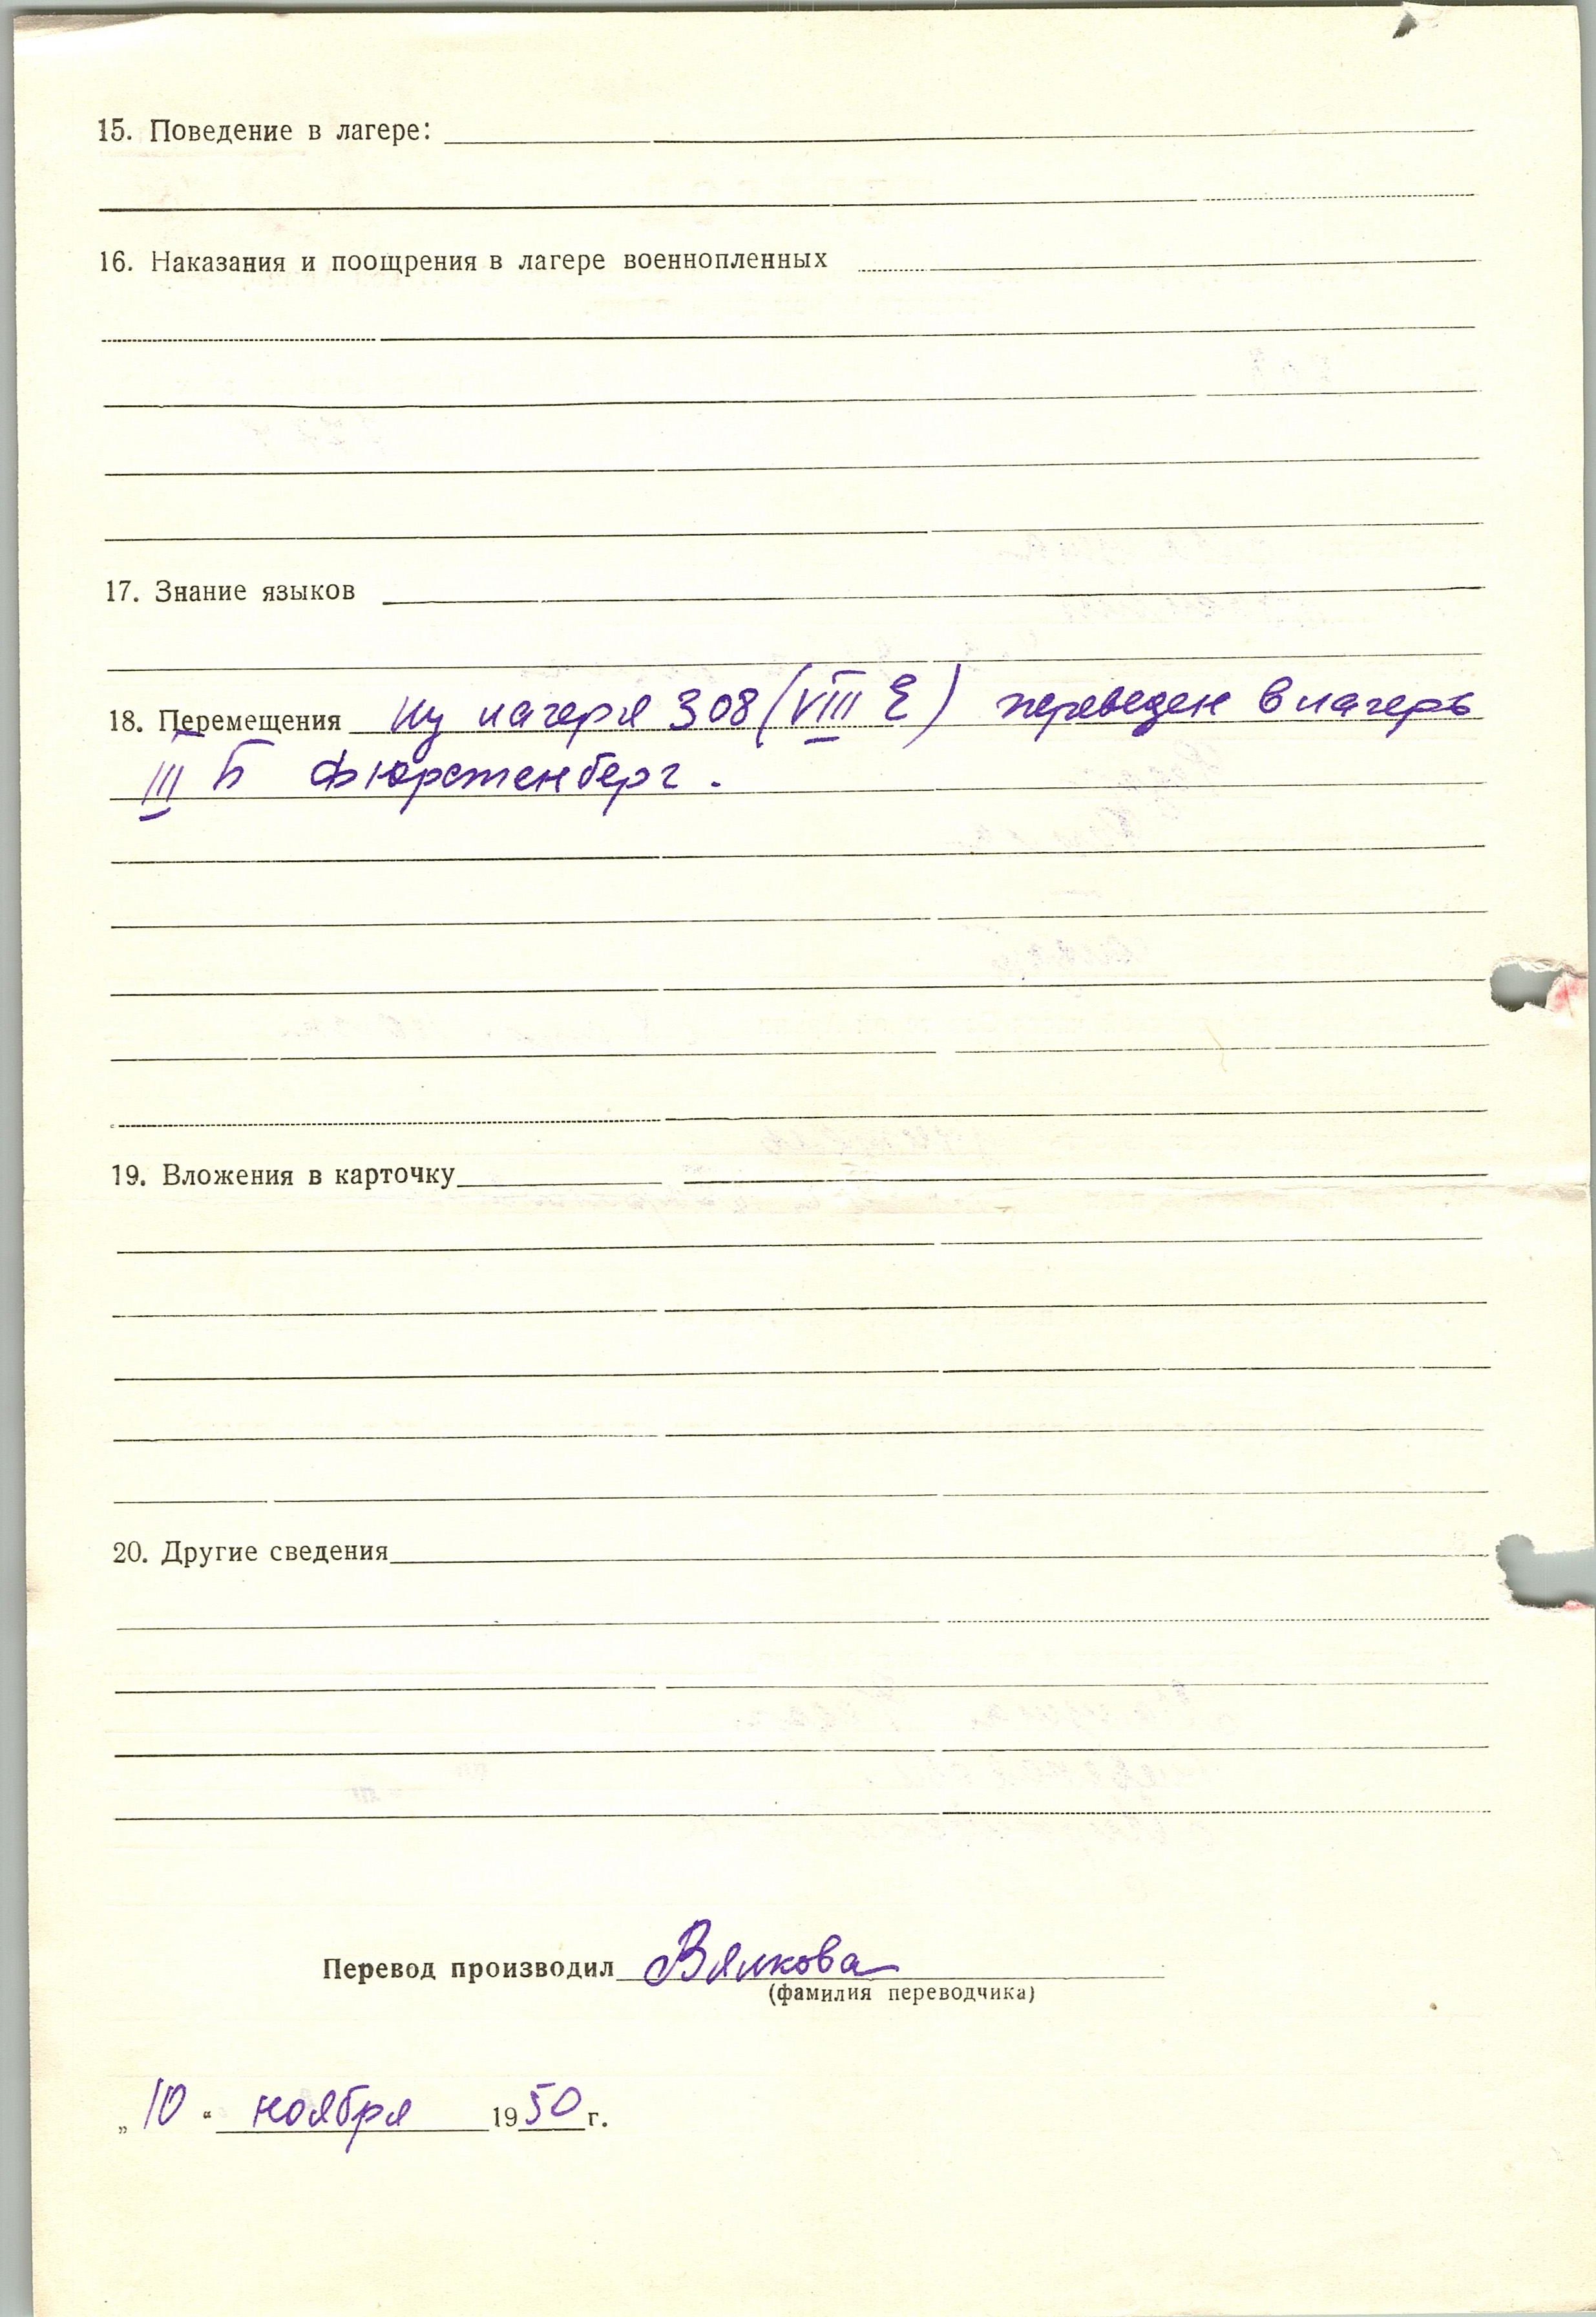 15. Поведение в лагере:
16. Наказания и поощрения в лагере военнопленных
17. Знание языков
18. Перемещения Из лагеря 308 (VIII Е) переведен в лагерь
III Б Фюрстенберг.
19. Вложения в карточку
20. Другие сведения
Перевод производил Вялкова
(фамилия переводчика)
„10“ ноября 1950 г.